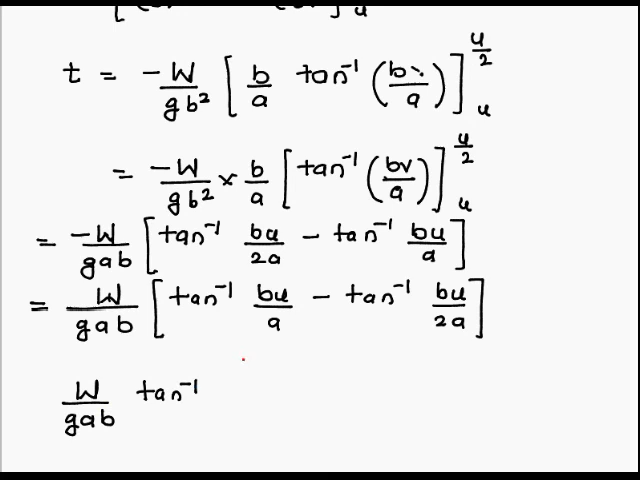 t = -W/gb² [ b/a tan⁻¹ (bv/a) ]ᵤ^(u/2)
= -W/gb² × b/a [ tan⁻¹ (bv/a) ]ᵤ^(u/2)
= -W/gab [ tan⁻¹ bu/2a - tan⁻¹ bu/a ]
= W/gab [ tan⁻¹ bu/a - tan⁻¹ bu/2a ]
W/gab tan⁻¹